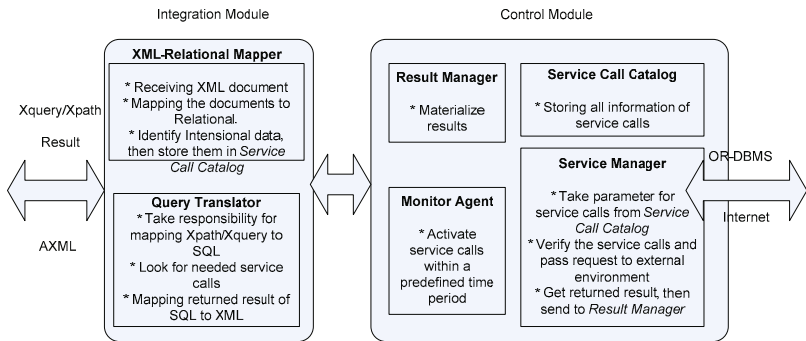 Integration Module
Control Module
Xquery/Xpath
Result
AXML
XML-Relational Mapper
* Receiving XML document
* Mapping the documents to
Relational.
* Identify Intensional data,
then store them in Service
Call Catalog
Query Translator
* Take responsibility for
mapping Xpath/Xquery to
SQL
* Look for needed service
calls
* Mapping returned result of
SQL to XML
Result Manager
* Materialize
results
Service Call Catalog
* Storing all information of
service calls
Monitor Agent
* Activate
service calls
within a
predefined time
period
Service Manager
* Take parameter for
service calls from Service
Call Catalog
* Verify the service calls and
pass request to external
environment
* Get returned result, then
send to Result Manager
OR-DBMS
Internet